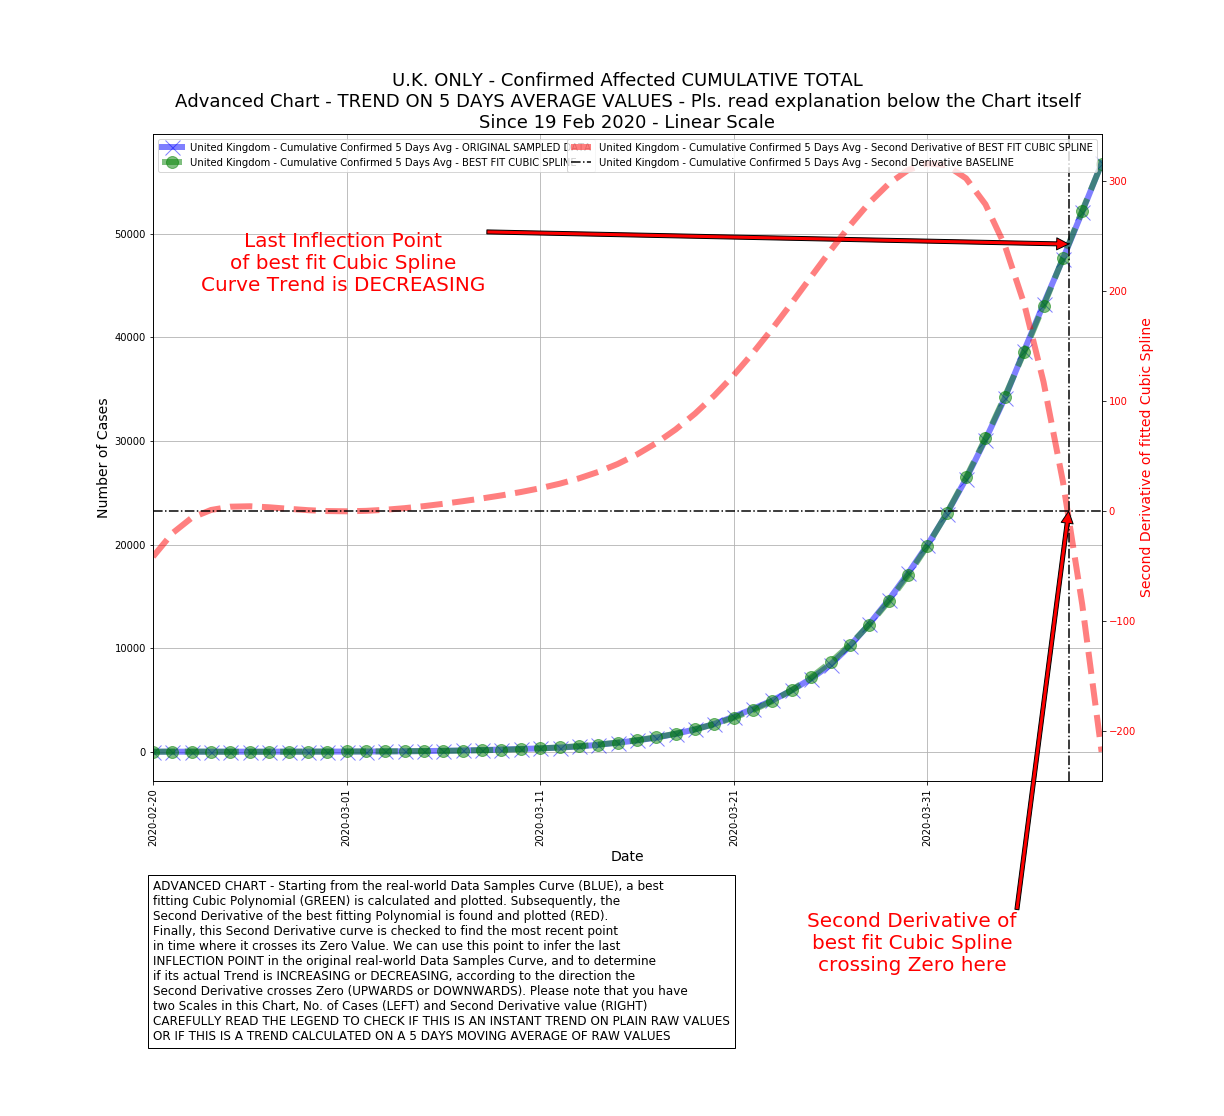 U.K. ONLY - Confirmed Affected CUMULATIVE TOTAL
Advanced Chart - TREND ON 5 DAYS AVERAGE VALUES - Pls. read explanation below the Chart itself
Since 19 Feb 2020 - Linear Scale
United Kingdom - Cumulative Confirmed 5 Days Avg - ORIGINAL SAMPLED DATA
United Kingdom - Cumulative Confirmed 5 Days Avg - BEST FIT CUBIC SPLINE
United Kingdom - Cumulative Confirmed 5 Days Avg - Second Derivative of BEST FIT CUBIC SPLINE
United Kingdom - Cumulative Confirmed 5 Days Avg - Second Derivative BASELINE
Last Inflection Point
of best fit Cubic Spline
Curve Trend is DECREASING
Number of Cases
50000
40000
30000
20000
10000
0
300
200
100
0
−100
−200
Second Derivative of fitted Cubic Spline
2020-02-20
2020-03-01
2020-03-11
2020-03-21
2020-03-31
Date
Second Derivative of
best fit Cubic Spline
crossing Zero here
ADVANCED CHART - Starting from the real-world Data Samples Curve (BLUE), a best
fitting Cubic Polynomial (GREEN) is calculated and plotted. Subsequently, the
Second Derivative of the best fitting Polynomial is found and plotted (RED).
Finally, this Second Derivative curve is checked to find the most recent point
in time where it crosses its Zero Value. We can use this point to infer the last
INFLECTION POINT in the original real-world Data Samples Curve, and to determine
if its actual Trend is INCREASING or DECREASING, according to the direction the
Second Derivative crosses Zero (UPWARDS or DOWNWARDS). Please note that you have
two Scales in this Chart, No. of Cases (LEFT) and Second Derivative value (RIGHT)
CAREFULLY READ THE LEGEND TO CHECK IF THIS IS AN INSTANT TREND ON PLAIN RAW VALUES
OR IF THIS IS A TREND CALCULATED ON A 5 DAYS MOVING AVERAGE OF RAW VALUES